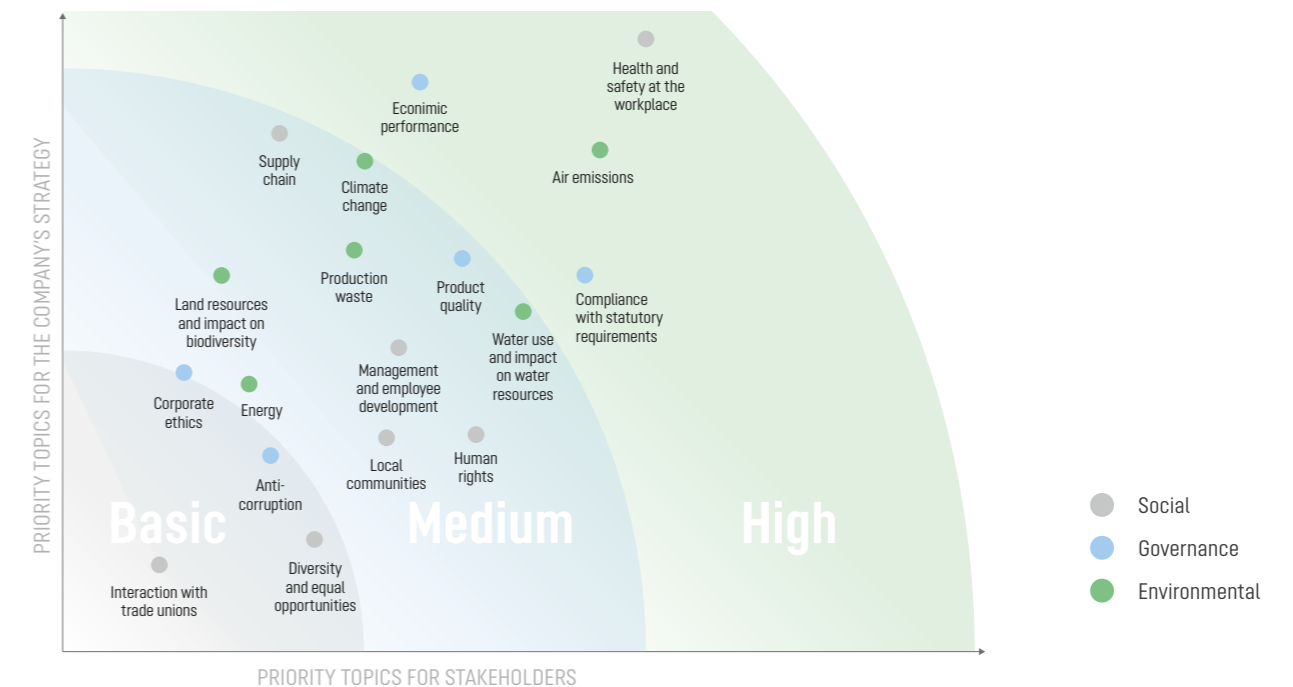 PRIORITY TOPICS FOR THE COMPANY'S STRATEGY
Health and
safety at the
workplace
Econimic
performance
Supply
chain
Air emissions
Climate
change
Production
waste
Product
quality
Land resources
and impact on
biodiversity
Compliance
with statutory
requirements
Water use
and impact
on water
resources
Management
and employee
development
Corporate
ethics
Energy
Local
communities
Human
rights
Anti-
corruption
Basic
Medium
High
Diversity
and equal
opportunities
Interaction with
trade unions
Social
Governance
Environmental
PRIORITY TOPICS FOR STAKEHOLDERS